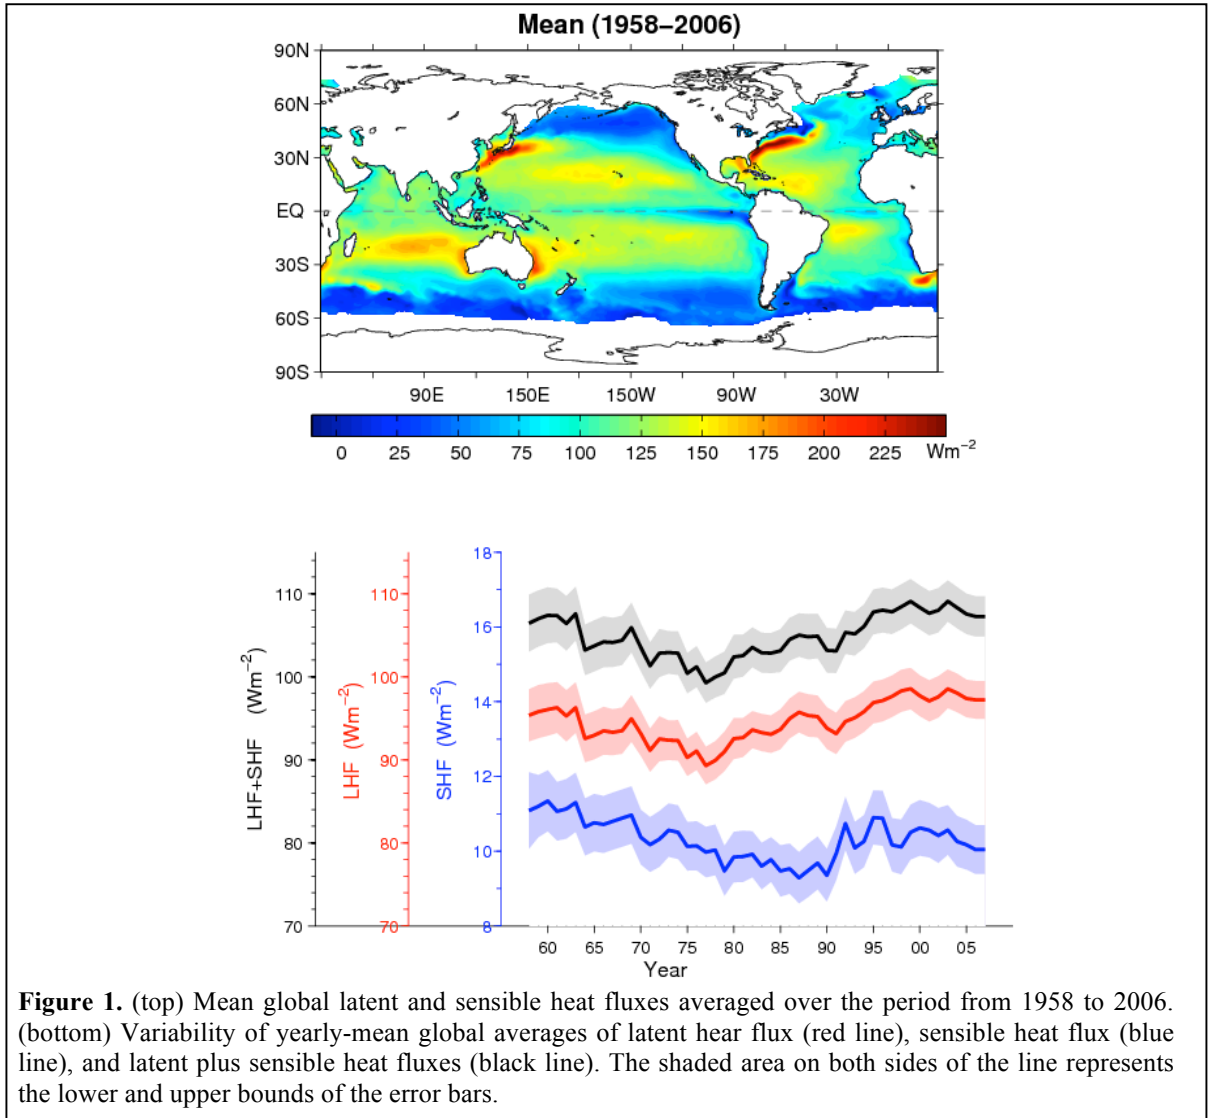 Mean (1958−2006)
90N
60N
30N
EQ
30S
60S
90S
90E 150E 150W 90W 30W
0 25 50 75 100 125 150 175 200 225 Wm−2
LHF+SHF (Wm−2)
110
100
90
80
70
LHF (Wm−2)
110
100
90
80
70
SHF (Wm−2)
18
16
14
12
10
8
60 65 70 75 80 85 90 95 00 05
Year
Figure 1. (top) Mean global latent and sensible heat fluxes averaged over the period from 1958 to 2006.
(bottom) Variability of yearly-mean global averages of latent hear flux (red line), sensible heat flux (blue
line), and latent plus sensible heat fluxes (black line). The shaded area on both sides of the line represents
the lower and upper bounds of the error bars.